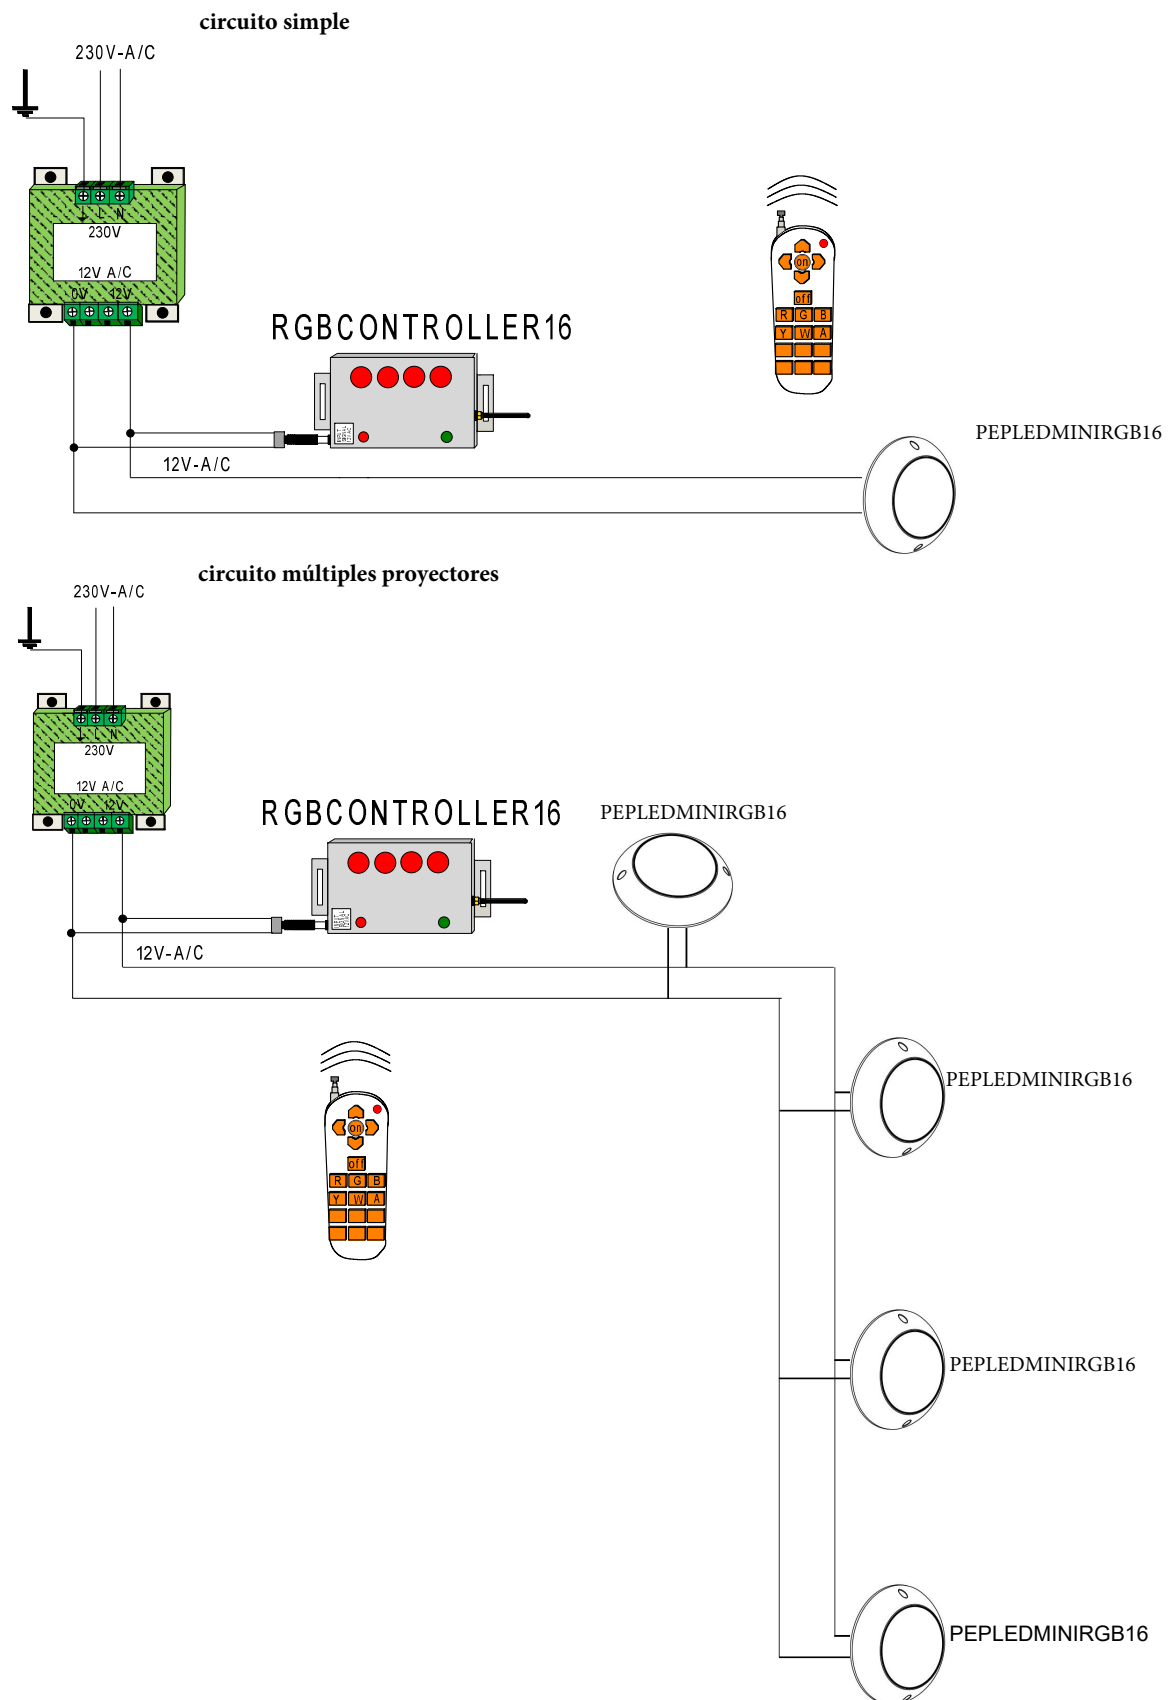 circuito simple
230V-A/C
L N
230V
12V A/C
0V 12V
RGBCONTROLLER16
on
off
R G B
Y W A
PEPLEDMINIRGB16
12V-A/C
circuito múltiples proyectores
230V-A/C
L N
230V
12V A/C
0V 12V
RGBCONTROLLER16
PEPLEDMINIRGB16
12V-A/C
on
off
R G B
Y W A
PEPLEDMINIRGB16
PEPLEDMINIRGB16
PEPLEDMINIRGB16